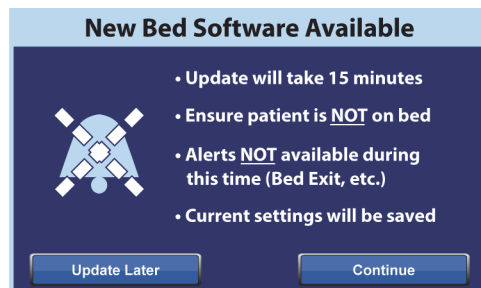 New Bed Software Available
• Update will take 15 minutes
• Ensure patient is NOT on bed
• Alerts NOT available during
this time (Bed Exit, etc.)
• Current settings will be saved
Update Later
Continue